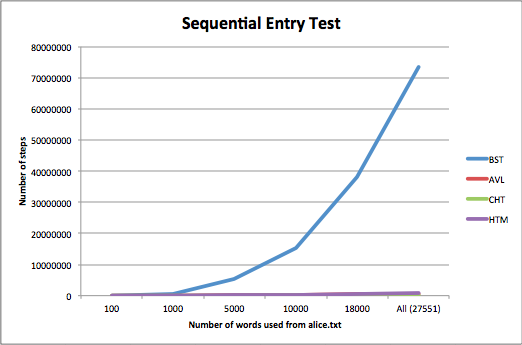 Sequential Entry Test
80000000
70000000
60000000
50000000
40000000
30000000
20000000
10000000
0
Number of steps
100 1000 5000 10000 18000 All (27551)
Number of words used from alice.txt
BST
AVL
CHT
HTM